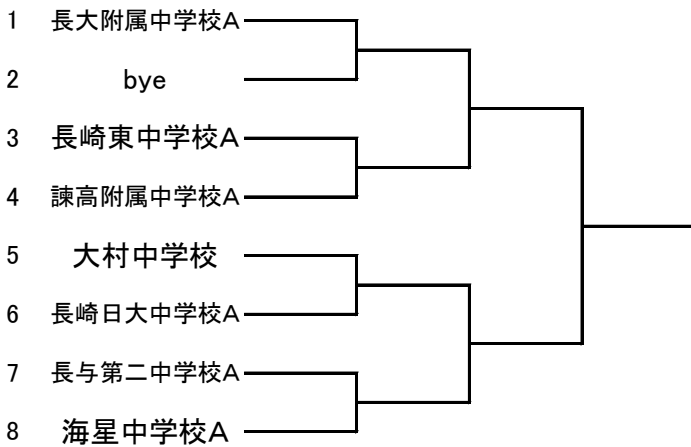 1 長大附属中学校A
2 bye
3 長崎東中学校A
4 諫高附属中学校A
5 大村中学校
6 長崎日大中学校A
7 長与第二中学校A
8 海星中学校A